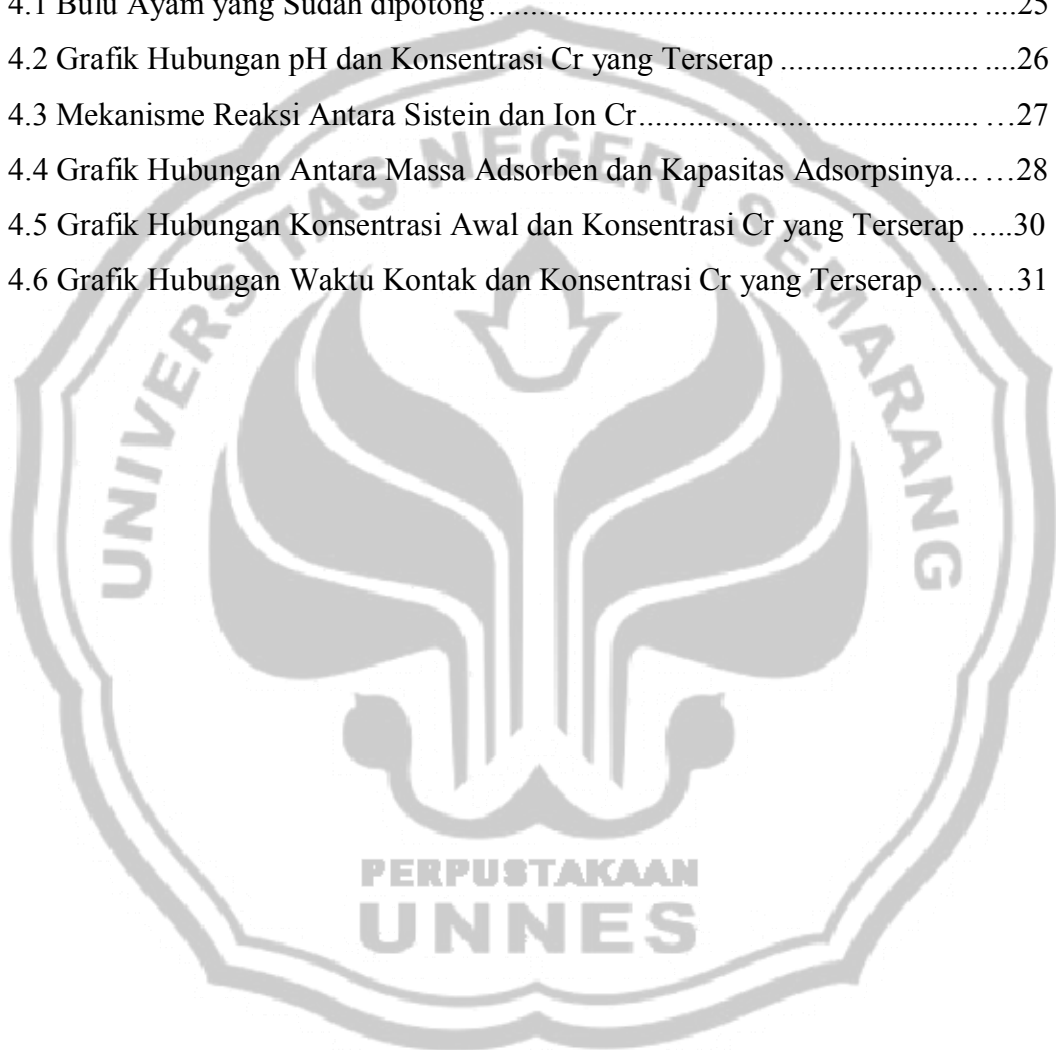 4.1 Bulu Ayam yang Sudah dipotong.................................................................... ....25
4.2 Grafik Hubungan pH dan Konsentrasi Cr yang Terserap ....................... ....26
4.3 Mekanisme Reaksi Antara Sistein dan Ion Cr....................................... …27
4.4 Grafik Hubungan Antara Massa Adsorben dan Kapasitas Adsorpsinya... …28
4.5 Grafik Hubungan Konsentrasi Awal dan Konsentrasi Cr yang Terserap .....30
4.6 Grafik Hubungan Waktu Kontak dan Konsentrasi Cr yang Terserap ...... …31
UNIVERSITAS NEGERI SEMARANG
PERPUSTAKAAN
UNNES